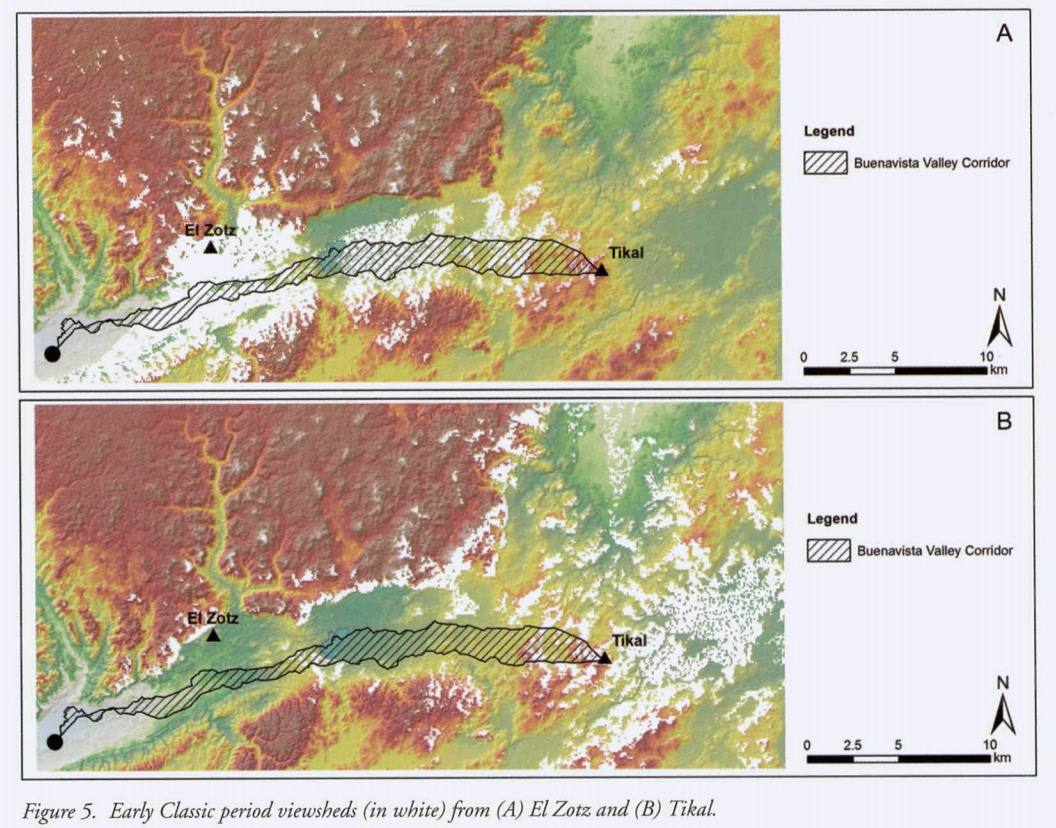 A
Legend
Buenavista Valley Corridor
El Zotz
Tikal
N
0 2.5 5 10
km
B
Legend
Buenavista Valley Corridor
El Zotz
Tikal
N
0 2.5 5 10
km
Figure 5. Early Classic period viewsheds (in white) from (A) El Zotz and (B) Tikal.